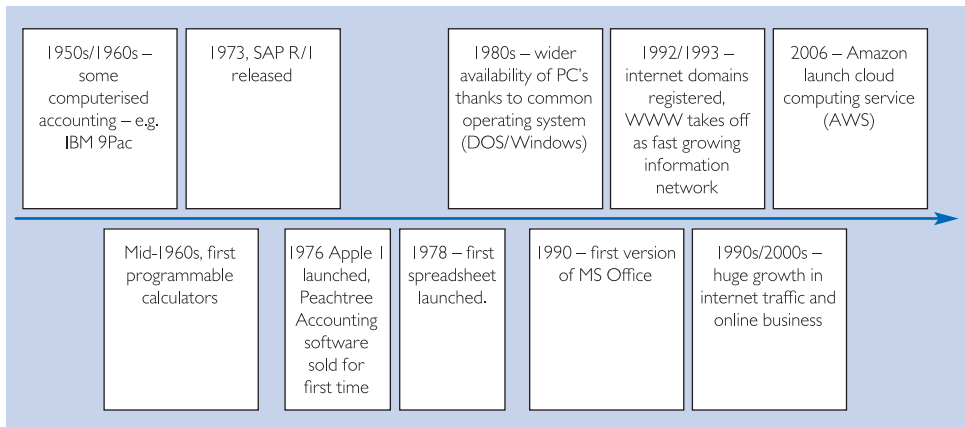 1950s/1960s –
some
computerised
accounting – e.g.
IBM 9Pac
1973, SAP R/1
released
1980s – wider
availability of PC's
thanks to common
operating system
(DOS/Windows)
1992/1993 –
internet domains
registered,
WWW takes off
as fast growing
information
network
2006 – Amazon
launch cloud
computing service
(AWS)
Mid-1960s, first
programmable
calculators
1976 Apple 1
launched,
Peachtree
Accounting
software
sold for
first time
1978 – first
spreadsheet
launched.
1990 – first version
of MS Office
1990s/2000s –
huge growth in
internet traffic and
online business